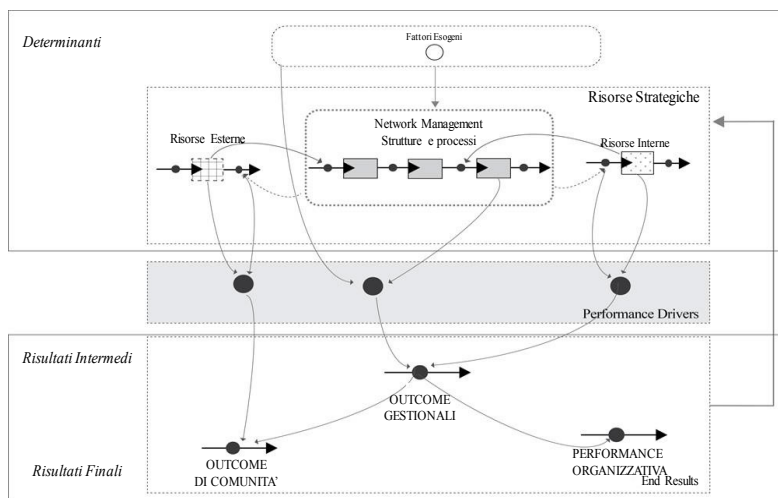 Determinanti
Fattori Esogeni
Risorse Strategiche
Network Management
Strutture e processi
Risorse Esterne
Risorse Interne
Performance Drivers
Risultati Intermedi
OUTCOME
GESTIONALI
OUTCOME
DI COMUNITA'
PERFORMANCE
ORGANIZZATIVA
Risultati Finali
End Results